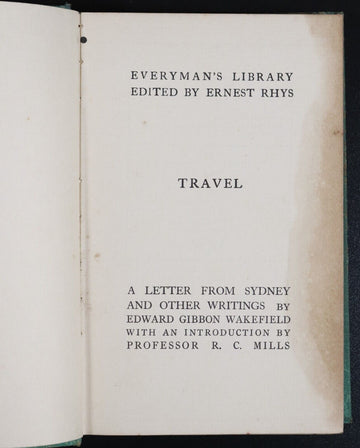 EVERYMAN'S LIBRARY
EDITED BY ERNEST RHYS
TRAVEL
A LETTER FROM SYDNEY
AND OTHER WRITINGS BY
EDWARD GIBBON WAKEFIELD
WITH AN INTRODUCTION BY
PROFESSOR R. C. MILLS